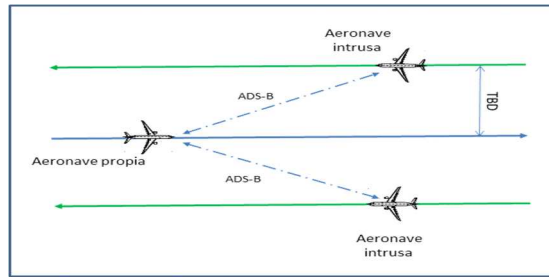 Aeronave
intrusa
ADS-B
TBD
Aeronave propia
ADS-B
Aeronave
intrusa